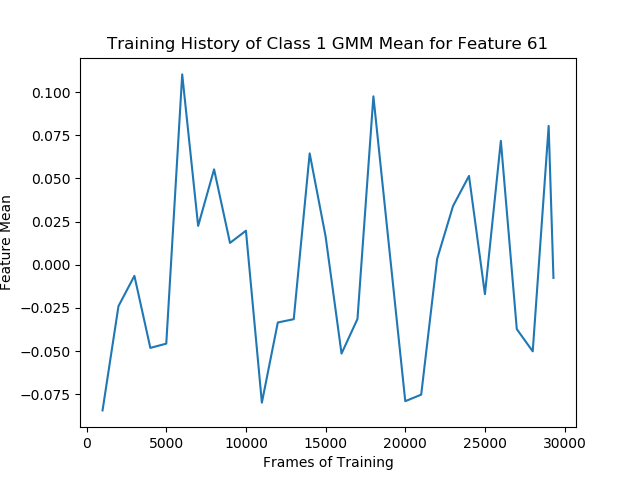 Training History of Class 1 GMM Mean for Feature 61
0.100
0.075
0.050
0.025
0.000
−0.025
−0.050
−0.075
Feature Mean
0 5000 10000 15000 20000 25000 30000
Frames of Training